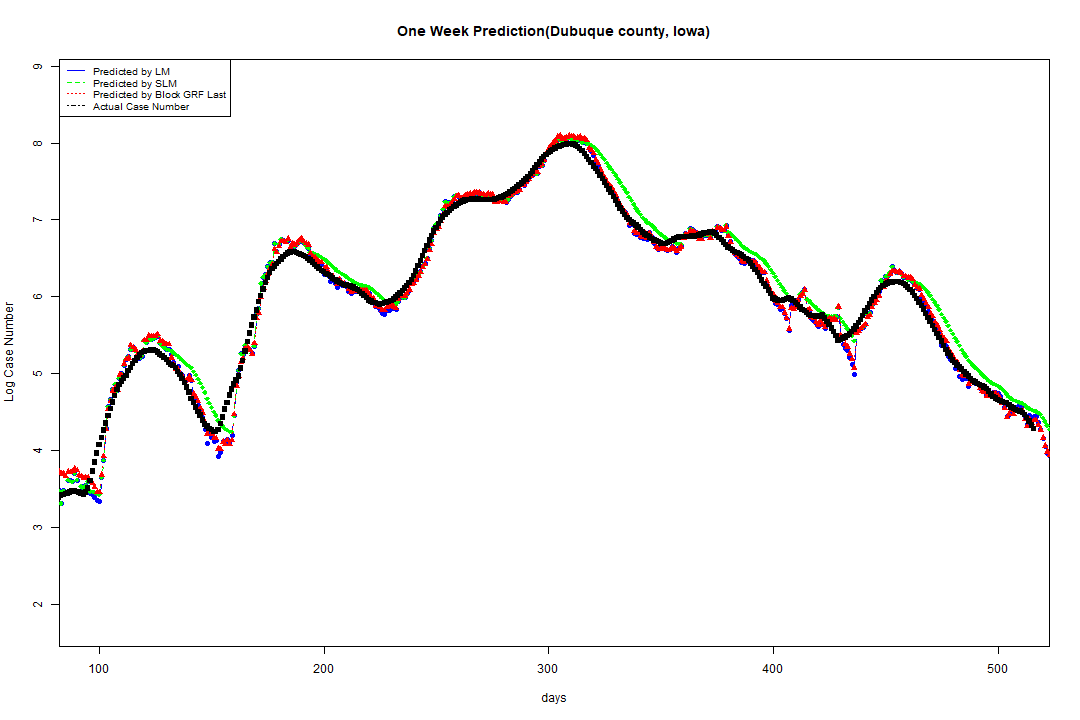 One Week Prediction(Dubuque county, Iowa)
Predicted by LM
Predicted by SLM
Predicted by Block GRF Last
Actual Case Number
9
8
7
6
5
4
3
2
Log Case Number
100 200 300 400 500
days